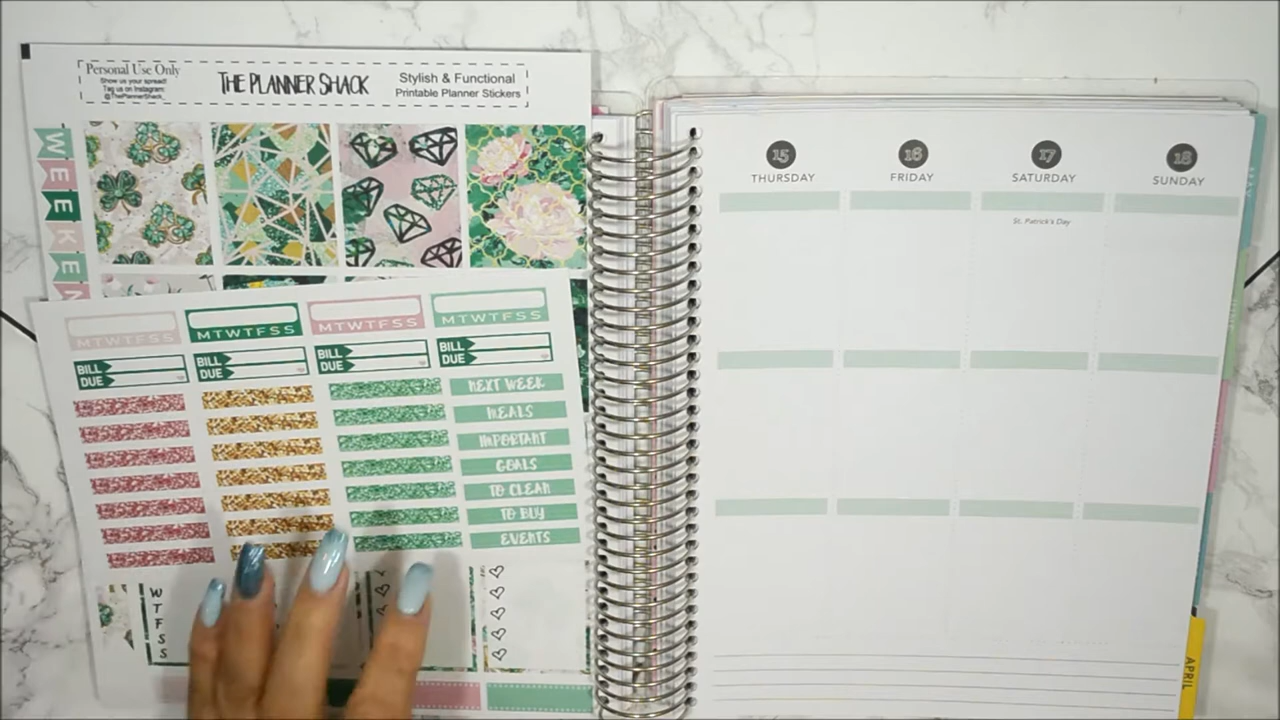 Personal Use Only
Show us your spread!
Tag us on Instagram:
@ThePlannerShack_
THE PLANNER SHACK
Stylish & Functional
Printable Planner Stickers
W
E
E
K
E
N
MTWTFSS
MTWTFSS
MTWTFSS
MTWTFSS
BILL DUE
BILL DUE
BILL DUE
BILL DUE
NEXT WEEK
MEALS
IMPORTANT
GOALS
TO CLEAN
TO BUY
EVENTS
W
T
F
S
S
15
THURSDAY
16
FRIDAY
17
SATURDAY
18
SUNDAY
St. Patrick's Day
APRIL